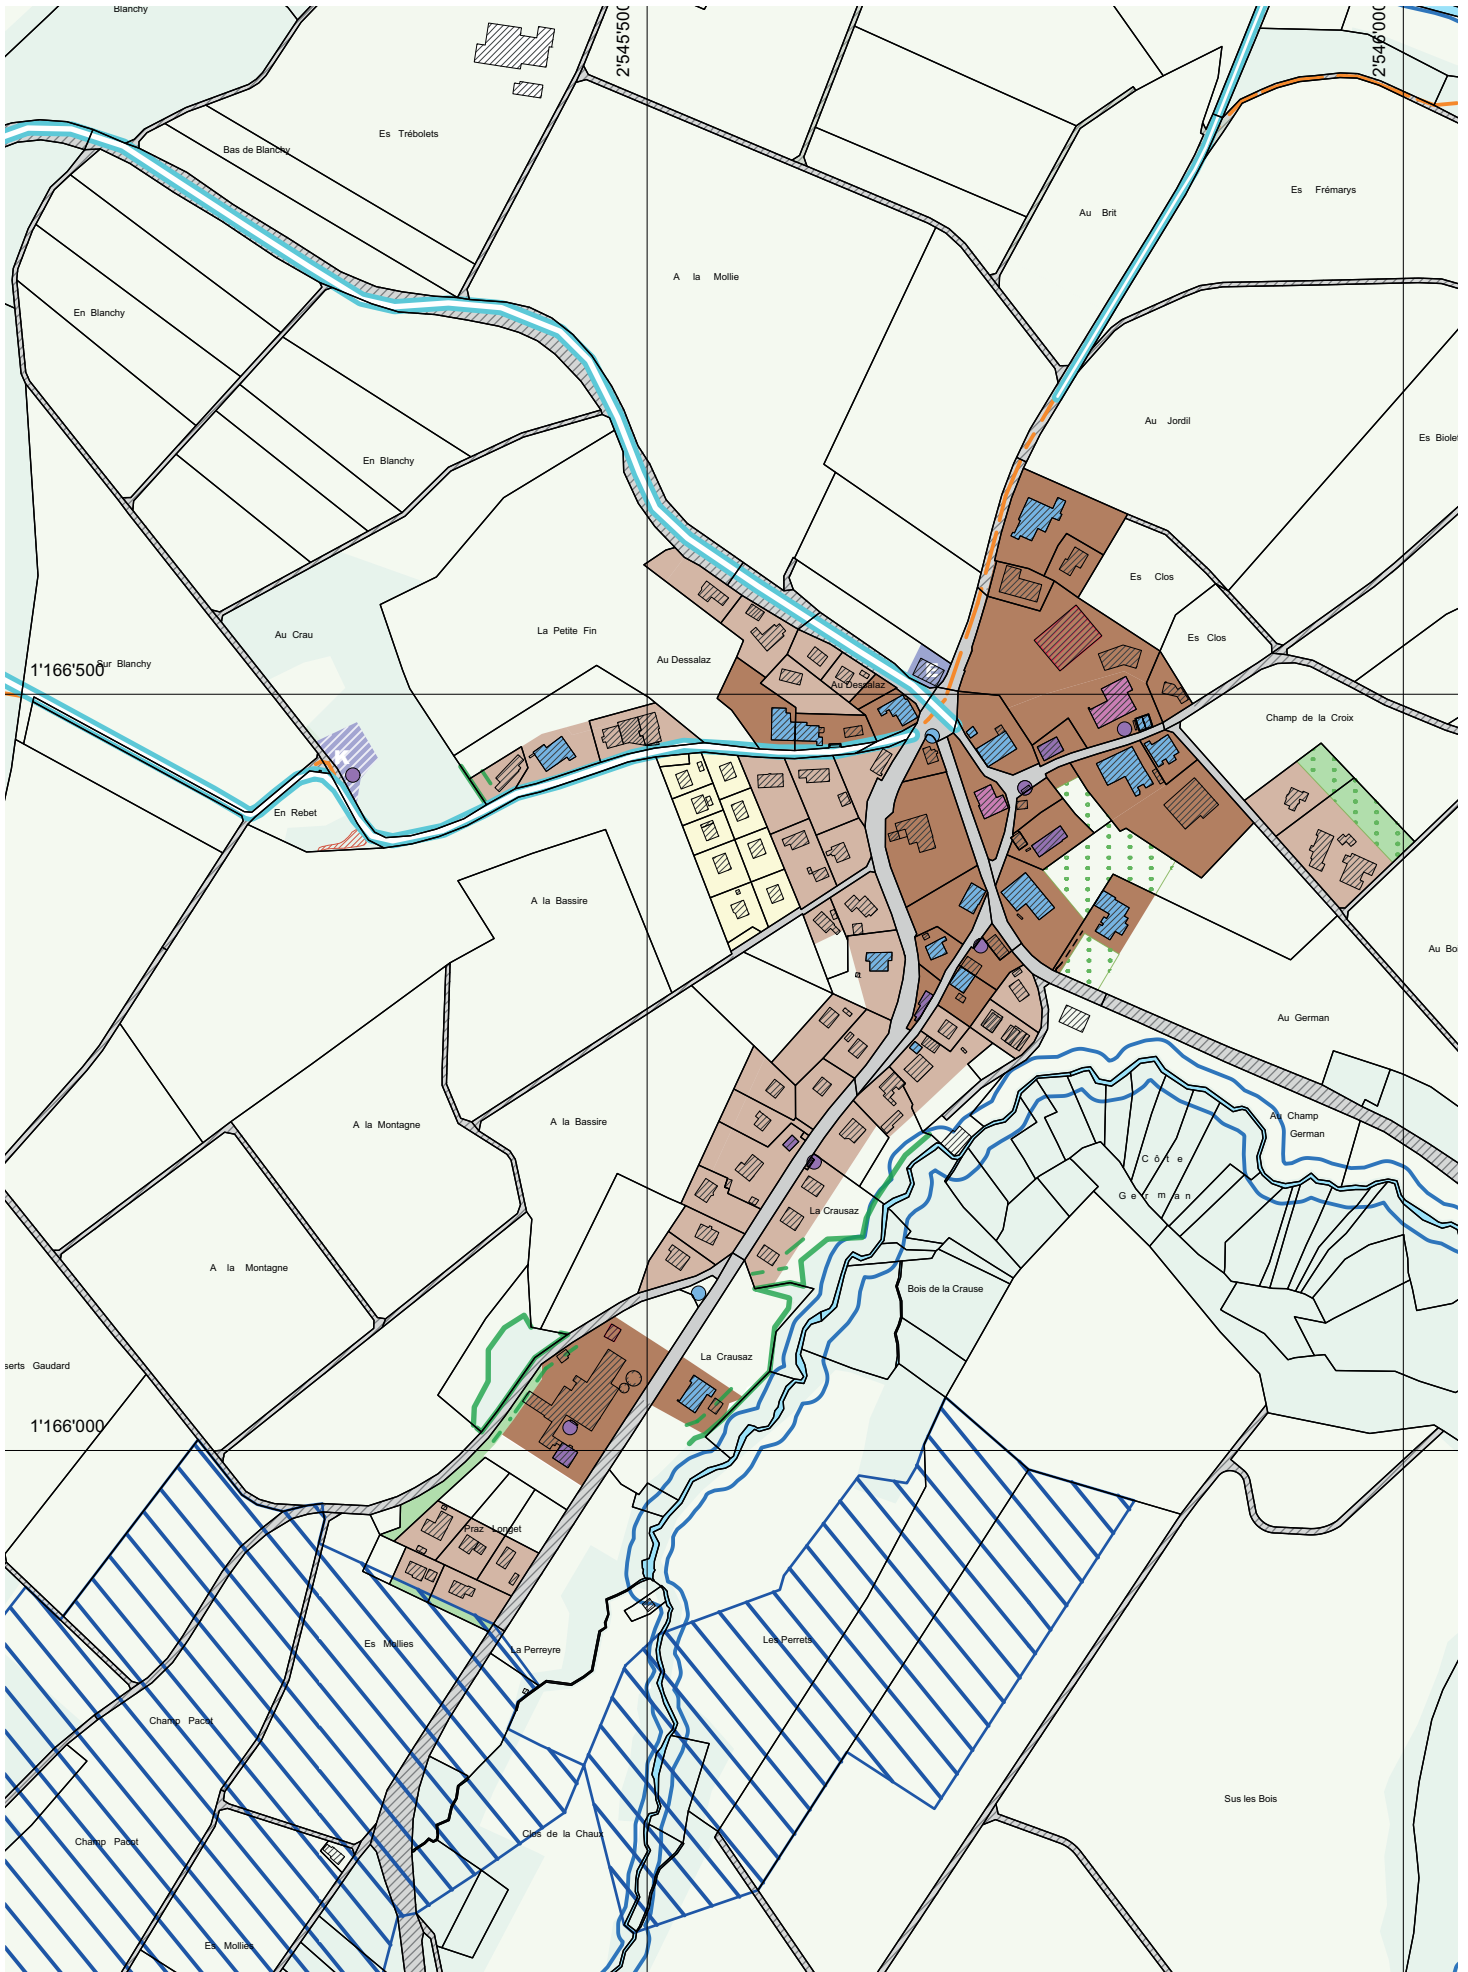 Blanchy
2'545'500
2'546'000
Es Trébolets
Bas de Blanchy
Es Frémarys
Au Brit
A la Mollie
En Blanchy
Au Jordil
En Blanchy
Es Clos
La Petite Fin
Au Crau
Es Clos
Au Dessalaz
Sur Blanchy
1'166'500
Au Dessalaz
Champ de la Croix
K
En Rebet
A la Bassire
Au German
A la Bassire
A la Montagne
Au Champ
German
Côte
German
La Crausaz
A la Montagne
Bois de la Crause
La Crausaz
serts Gaudard
1'166'000
Praz Longet
Es Mollies
La Perreyre
Les Perrets
Champ Pacot
Sus les Bois
Clos de la Chaux
Champ Pacot
Es Mollies